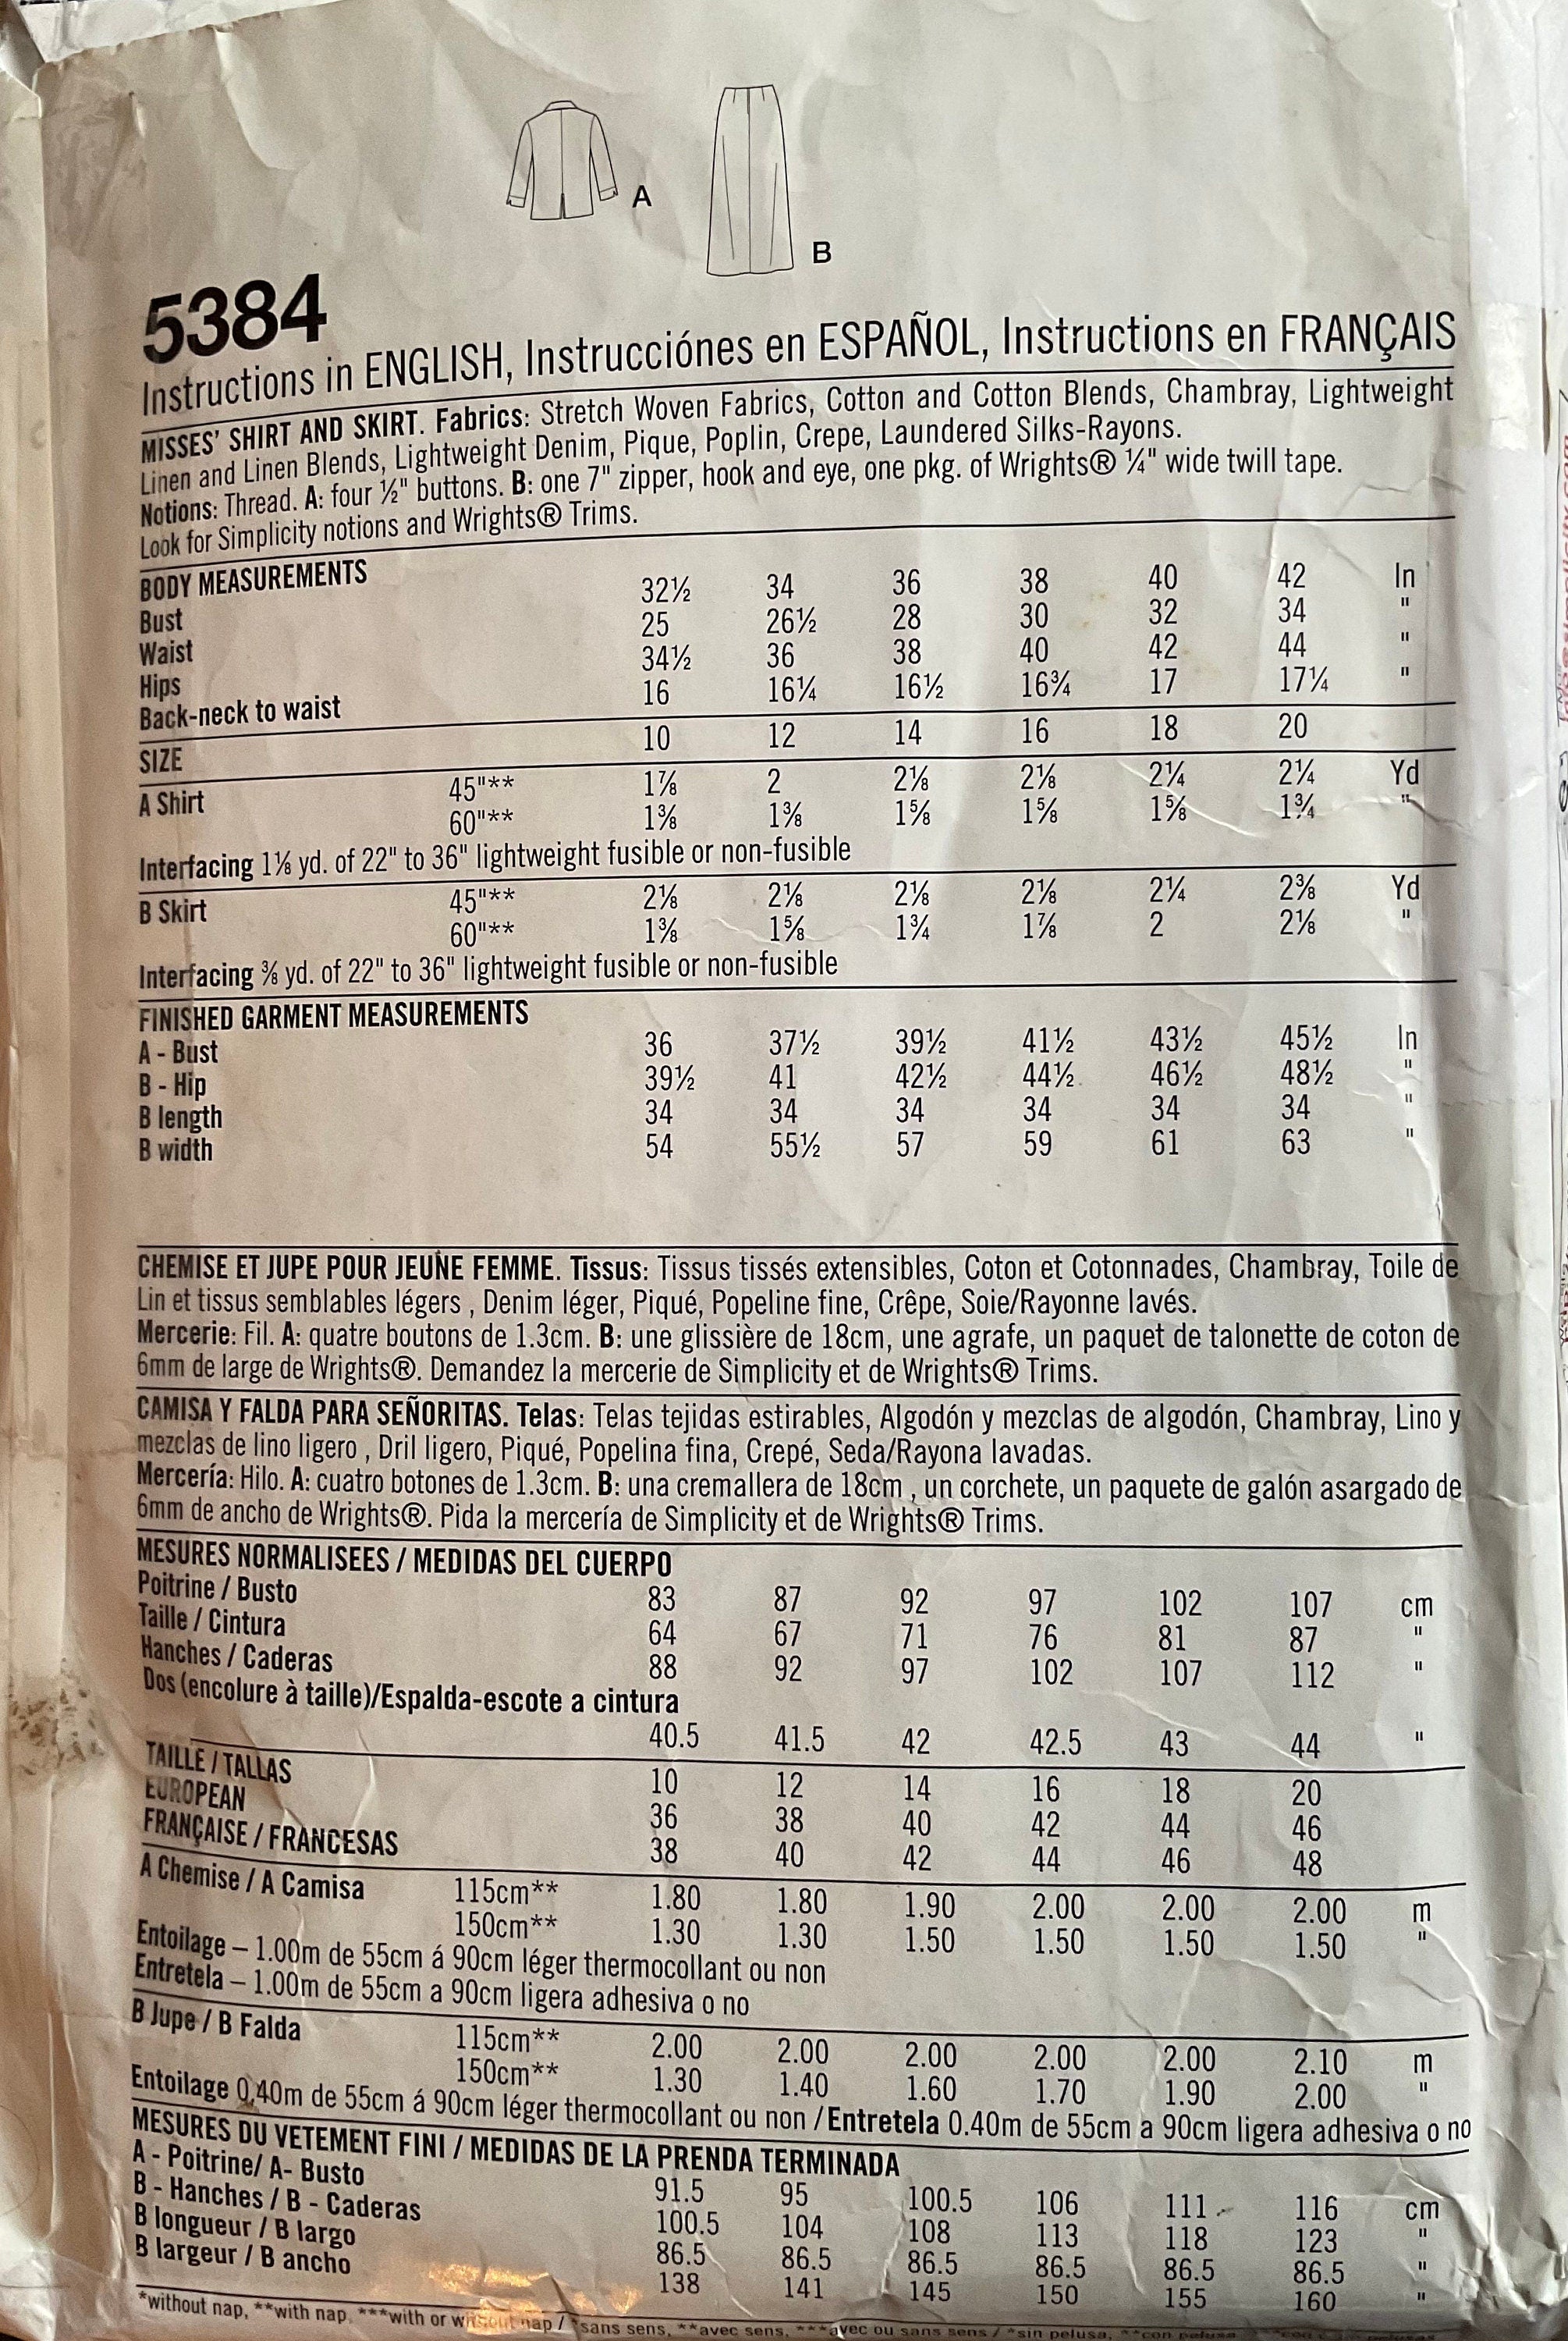 A
B
5384
Instructions in ENGLISH, Instrucciónes en ESPAÑOL, Instructions en FRANÇAIS
MISSES' SHIRT AND SKIRT. Fabrics: Stretch Woven Fabrics, Cotton and Cotton Blends, Chambray, Lightweight
Linen and Linen Blends, Lightweight Denim, Pique, Poplin, Crepe, Laundered Silks-Rayons.
Notions: Thread. A: four ½" buttons. B: one 7" zipper, hook and eye, one pkg. of Wrights® ¼" wide twill tape.
Look for Simplicity notions and Wrights® Trims.
BODY MEASUREMENTS
Bust 32½ 34 36 38 40 42 In
Waist 25 26½ 28 30 32 34 "
Hips 34½ 36 38 40 42 44 "
Back-neck to waist 16 16¼ 16½ 16¾ 17 17¼ "
SIZE 10 12 14 16 18 20
A Shirt 45"** 1⅞ 2 2⅛ 2⅛ 2¼ 2¼ Yd
60"** 1⅜ 1⅜ 1⅝ 1⅝ 1⅝ 1¾ "
Interfacing 1⅛ yd. of 22" to 36" lightweight fusible or non-fusible
B Skirt 45"** 2⅛ 2⅛ 2⅛ 2⅛ 2¼ 2⅜ Yd
60"** 1⅜ 1⅝ 1¾ 1⅞ 2 2⅛ "
Interfacing ⅜ yd. of 22" to 36" lightweight fusible or non-fusible
FINISHED GARMENT MEASUREMENTS
A - Bust 36 37½ 39½ 41½ 43½ 45½ In
B - Hip 39½ 41 42½ 44½ 46½ 48½ "
B length 34 34 34 34 34 34 "
B width 54 55½ 57 59 61 63 "
CHEMISE ET JUPE POUR JEUNE FEMME. Tissus: Tissus tissés extensibles, Coton et Cotonnades, Chambray, Toile de
Lin et tissus semblables légers , Denim léger, Piqué, Popeline fine, Crêpe, Soie/Rayonne lavés.
Mercerie: Fil. A: quatre boutons de 1.3cm. B: une glissière de 18cm, une agrafe, un paquet de talonette de coton de
6mm de large de Wrights®. Demandez la mercerie de Simplicity et de Wrights® Trims.
CAMISA Y FALDA PARA SEÑORITAS. Telas: Telas tejidas estirables, Algodón y mezclas de algodón, Chambray, Lino y
mezclas de lino ligero , Dril ligero, Piqué, Popelina fina, Crepé, Seda/Rayona lavadas.
Mercería: Hilo. A: cuatro botones de 1.3cm. B: una cremallera de 18cm , un corchete, un paquete de galón asargado de
6mm de ancho de Wrights®. Pida la mercería de Simplicity et de Wrights® Trims.
MESURES NORMALISEES / MEDIDAS DEL CUERPO
Poitrine / Busto 83 87 92 97 102 107 cm
Taille / Cintura 64 67 71 76 81 87 "
Hanches / Caderas 88 92 97 102 107 112 "
Dos (encolure à taille)/Espalda-escote a cintura
40.5 41.5 42 42.5 43 44 "
TAILLE / TALLAS 10 12 14 16 18 20
EUROPEAN 36 38 40 42 44 46
FRANÇAISE / FRANCESAS 38 40 42 44 46 48
A Chemise / A Camisa 115cm** 1.80 1.80 1.90 2.00 2.00 2.00 m
150cm** 1.30 1.30 1.50 1.50 1.50 1.50 "
Entoilage – 1.00m de 55cm á 90cm léger thermocollant ou non
Entretela – 1.00m de 55cm a 90cm ligera adhesiva o no
B Jupe / B Falda 115cm** 2.00 2.00 2.00 2.00 2.00 2.10 m
150cm** 1.30 1.40 1.60 1.70 1.90 2.00 "
Entoilage 0,40m de 55cm á 90cm léger thermocollant ou non / Entretela 0.40m de 55cm a 90cm ligera adhesiva o no
MESURES DU VETEMENT FINI / MEDIDAS DE LA PRENDA TERMINADA
A - Poitrine/ A- Busto 91.5 95 100.5 106 111 116 cm
B - Hanches / B - Caderas 100.5 104 108 113 118 123 "
B longueur / B largo 86.5 86.5 86.5 86.5 86.5 86.5 "
B largeur / B ancho 138 141 145 150 155 160 "
*without nap, **with nap, ***with or without nap / *sans sens, **avec sens, ***avec ou sans sens / *sin pelusa, **con pelusa